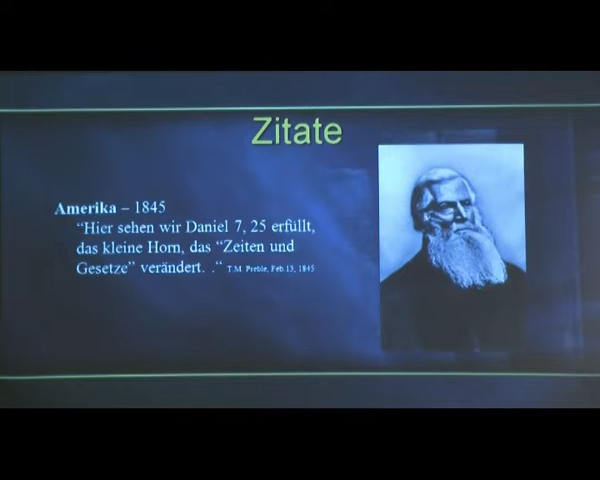 Zitate
Amerika – 1845
“Hier sehen wir Daniel 7, 25 erfüllt,
das kleine Horn, das “Zeiten und
Gesetze” verändert. .“ T.M. Preble, Feb.13, 1845